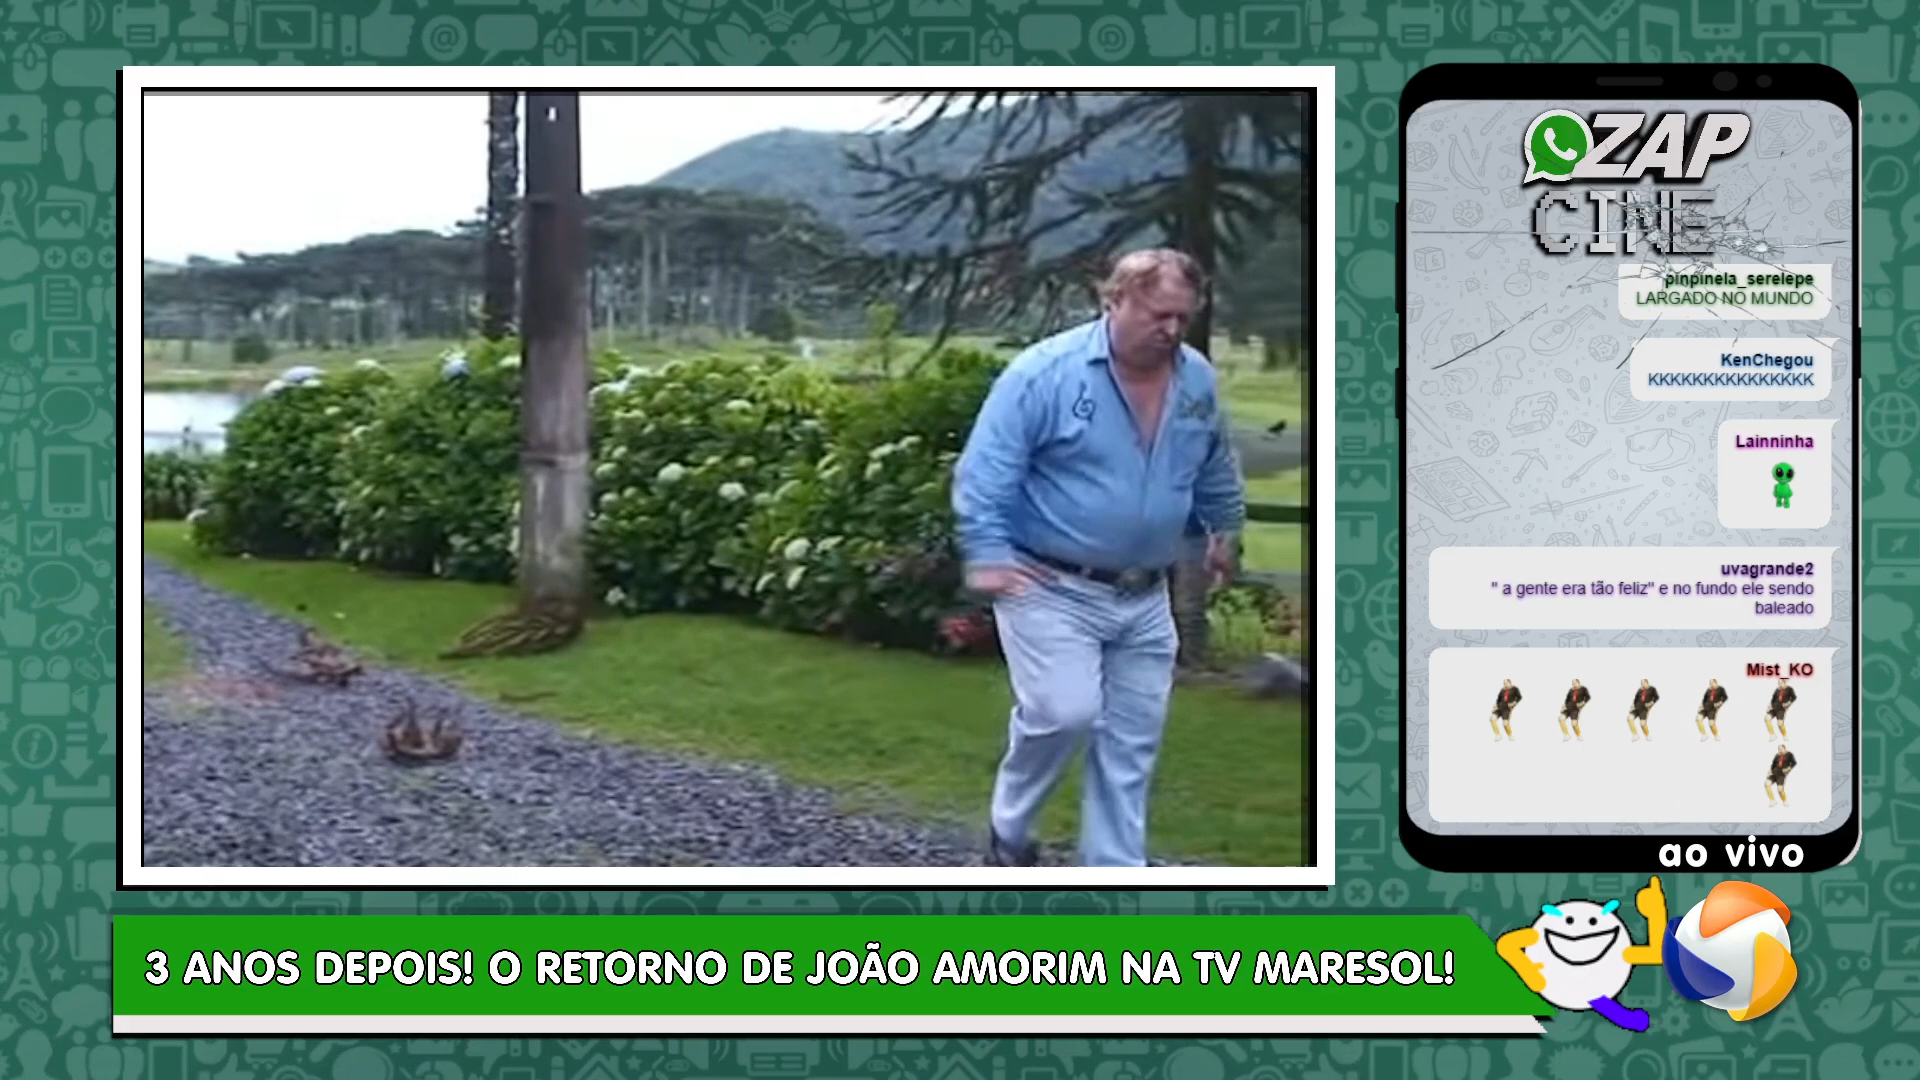 ZAP
CINE
pinpinela_serelepe
LARGADO NO MUNDO
KenChegou
KKKKKKKKKKKKKKK
Lainninha
uvagrande2
" a gente era tão feliz" e no fundo ele sendo
baleado
Mist_KO
ao vivo
3 ANOS DEPOIS! O RETORNO DE JOÃO AMORIM NA TV MARESOL!